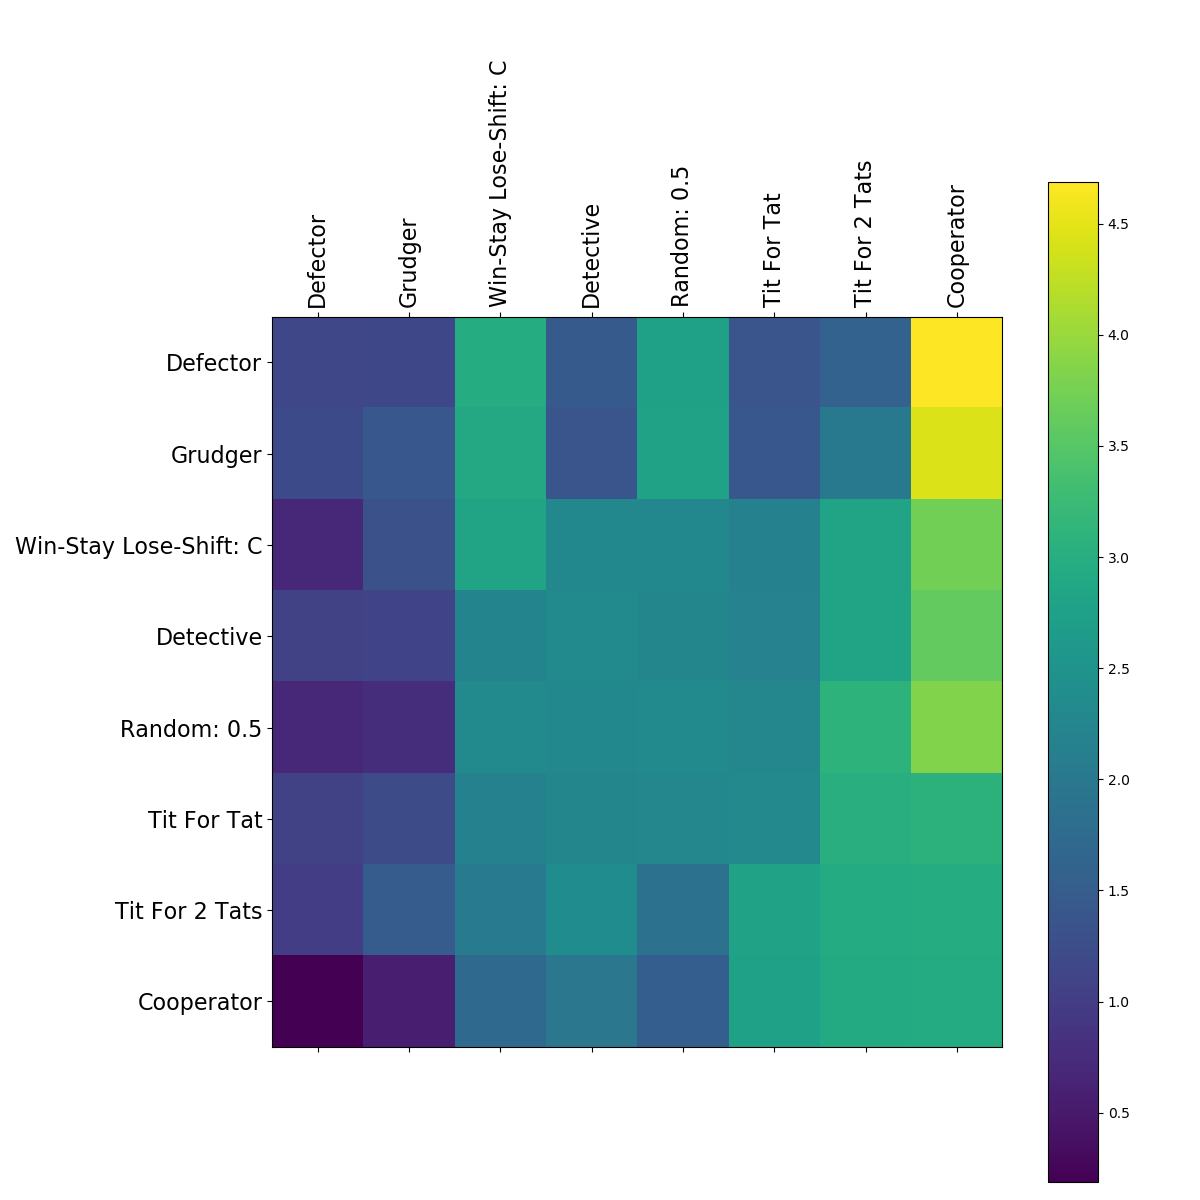 Defector
Grudger
Win-Stay Lose-Shift: C
Detective
Random: 0.5
Tit For Tat
Tit For 2 Tats
Cooperator
Defector
Grudger
Win-Stay Lose-Shift: C
Detective
Random: 0.5
Tit For Tat
Tit For 2 Tats
Cooperator
4.5
4.0
3.5
3.0
2.5
2.0
1.5
1.0
0.5